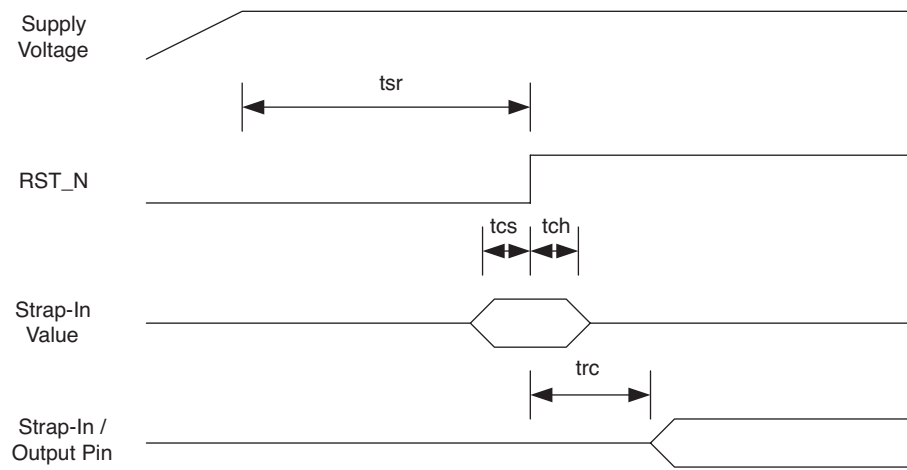 Supply
Voltage
tsr
RST_N
tcs
tch
Strap-In
Value
trc
Strap-In /
Output Pin